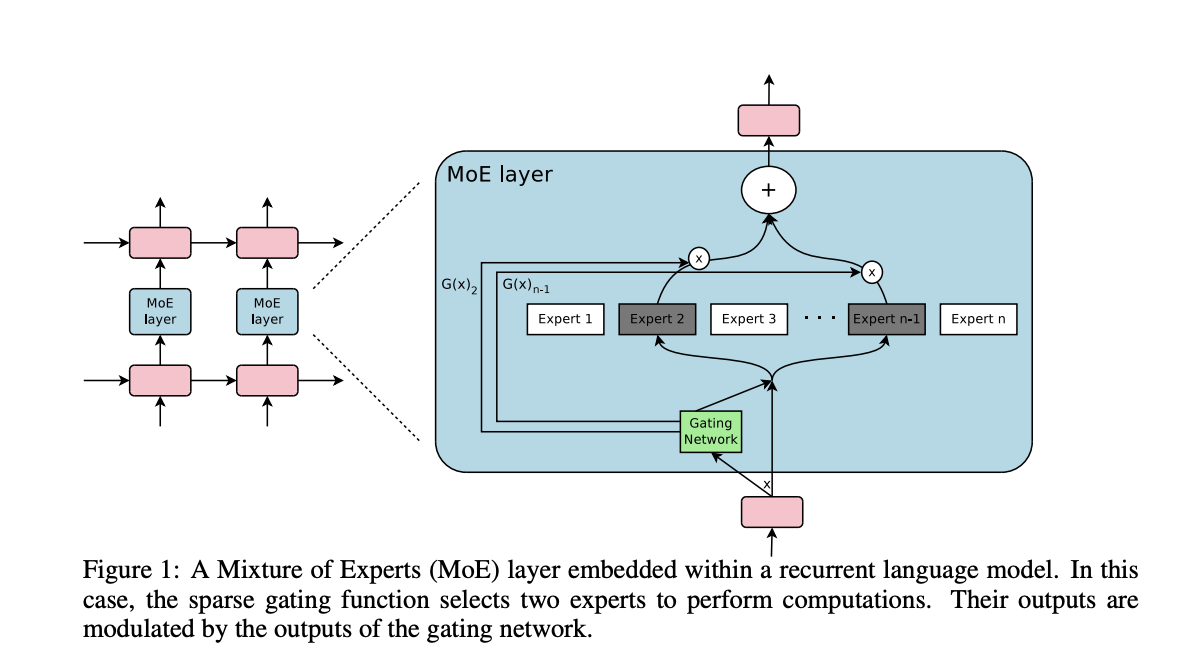 MoE layer
+
x
x
G(x)2
G(x)n-1
MoE
layer
MoE
layer
Expert 1
Expert 2
Expert 3
. . .
Expert n-1
Expert n
Gating
Network
x
Figure 1: A Mixture of Experts (MoE) layer embedded within a recurrent language model. In this
case, the sparse gating function selects two experts to perform computations. Their outputs are
modulated by the outputs of the gating network.